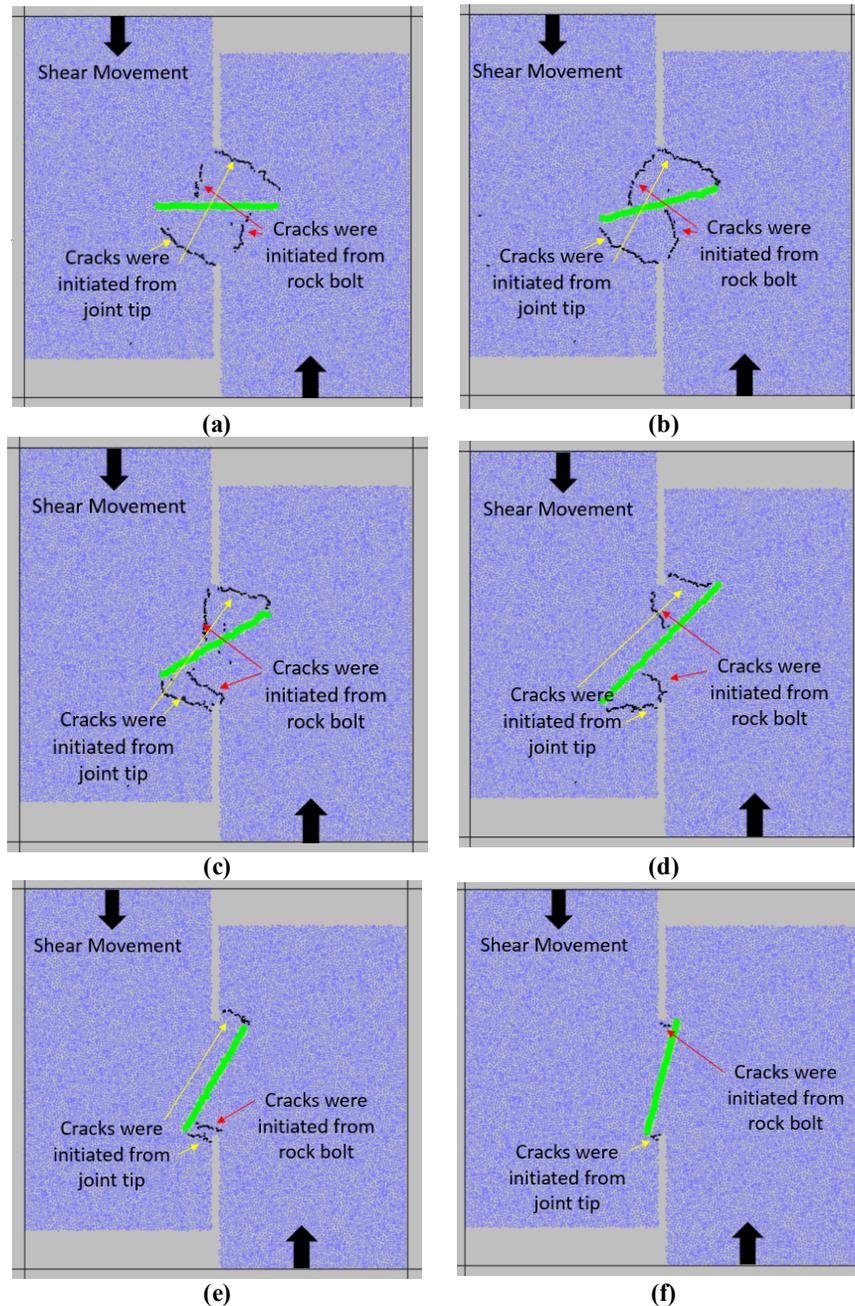 Shear Movement
Cracks were
initiated from
rock bolt
Cracks were
initiated from
joint tip
(a)
Shear Movement
Cracks were
initiated from
rock bolt
Cracks were
initiated from
joint tip
(b)
Shear Movement
Cracks were
initiated from
rock bolt
Cracks were
initiated from
joint tip
(c)
Shear Movement
Cracks were
initiated from
rock bolt
Cracks were
initiated from
joint tip
(d)
Shear Movement
Cracks were
initiated from
rock bolt
Cracks were
initiated from
joint tip
(e)
Shear Movement
Cracks were
initiated from
rock bolt
Cracks were
initiated from
joint tip
(f)